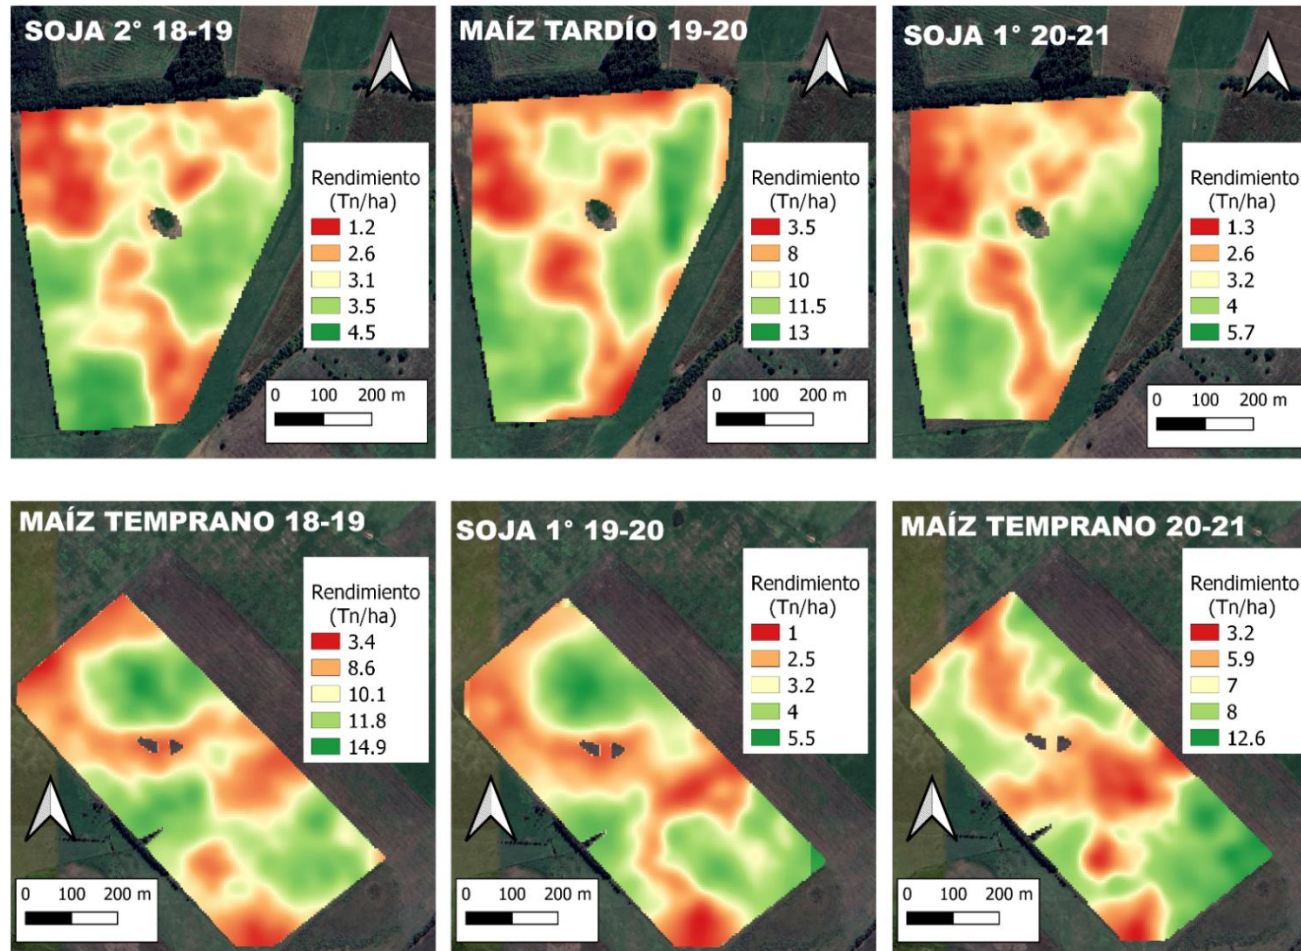 SOJA 2° 18-19
Rendimiento
(Tn/ha)
1.2
2.6
3.1
3.5
4.5
0 100 200 m
MAÍZ TARDÍO 19-20
Rendimiento
(Tn/ha)
3.5
8
10
11.5
13
0 100 200 m
SOJA 1° 20-21
Rendimiento
(Tn/ha)
1.3
2.6
3.2
4
5.7
0 100 200 m
MAÍZ TEMPRANO 18-19
Rendimiento
(Tn/ha)
3.4
8.6
10.1
11.8
14.9
0 100 200 m
SOJA 1° 19-20
Rendimiento
(Tn/ha)
1
2.5
3.2
4
5.5
0 100 200 m
MAÍZ TEMPRANO 20-21
Rendimiento
(Tn/ha)
3.2
5.9
7
8
12.6
0 100 200 m